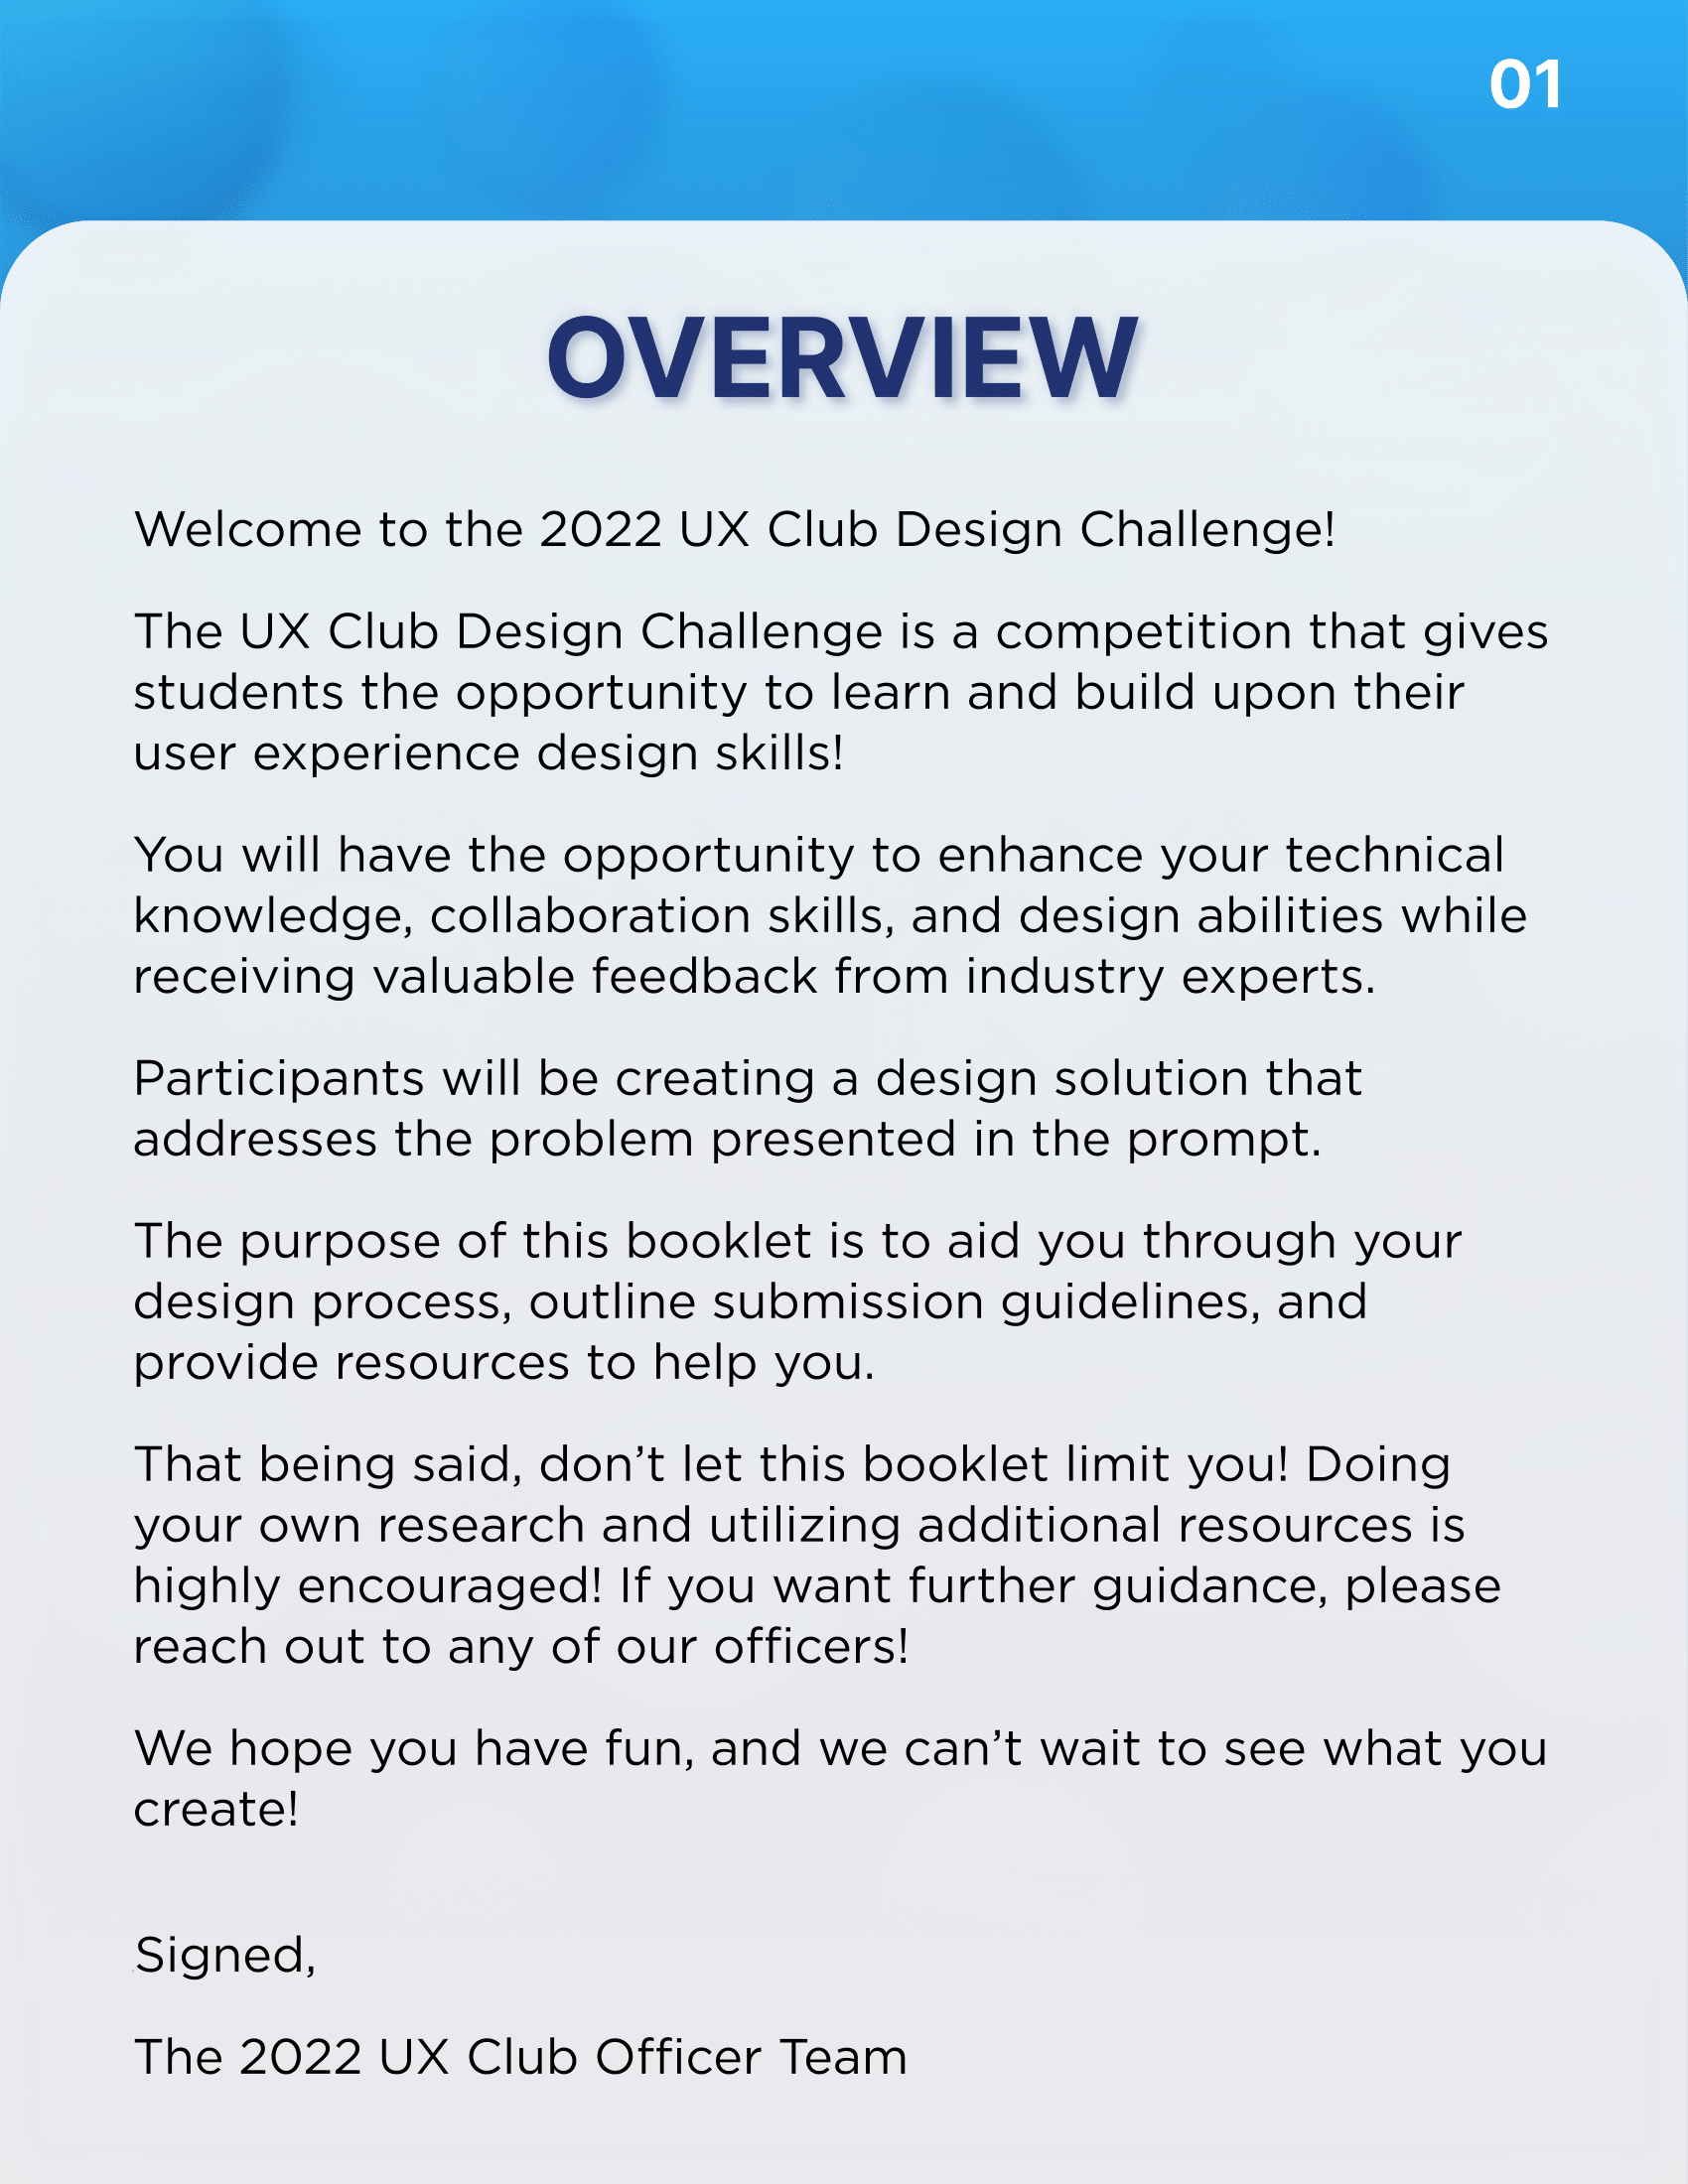 01
OVERVIEW
Welcome to the 2022 UX Club Design Challenge!
The UX Club Design Challenge is a competition that gives
students the opportunity to learn and build upon their
user experience design skills!
You will have the opportunity to enhance your technical
knowledge, collaboration skills, and design abilities while
receiving valuable feedback from industry experts.
Participants will be creating a design solution that
addresses the problem presented in the prompt.
The purpose of this booklet is to aid you through your
design process, outline submission guidelines, and
provide resources to help you.
That being said, don’t let this booklet limit you! Doing
your own research and utilizing additional resources is
highly encouraged! If you want further guidance, please
reach out to any of our officers!
We hope you have fun, and we can’t wait to see what you
create!
Signed,
The 2022 UX Club Officer Team